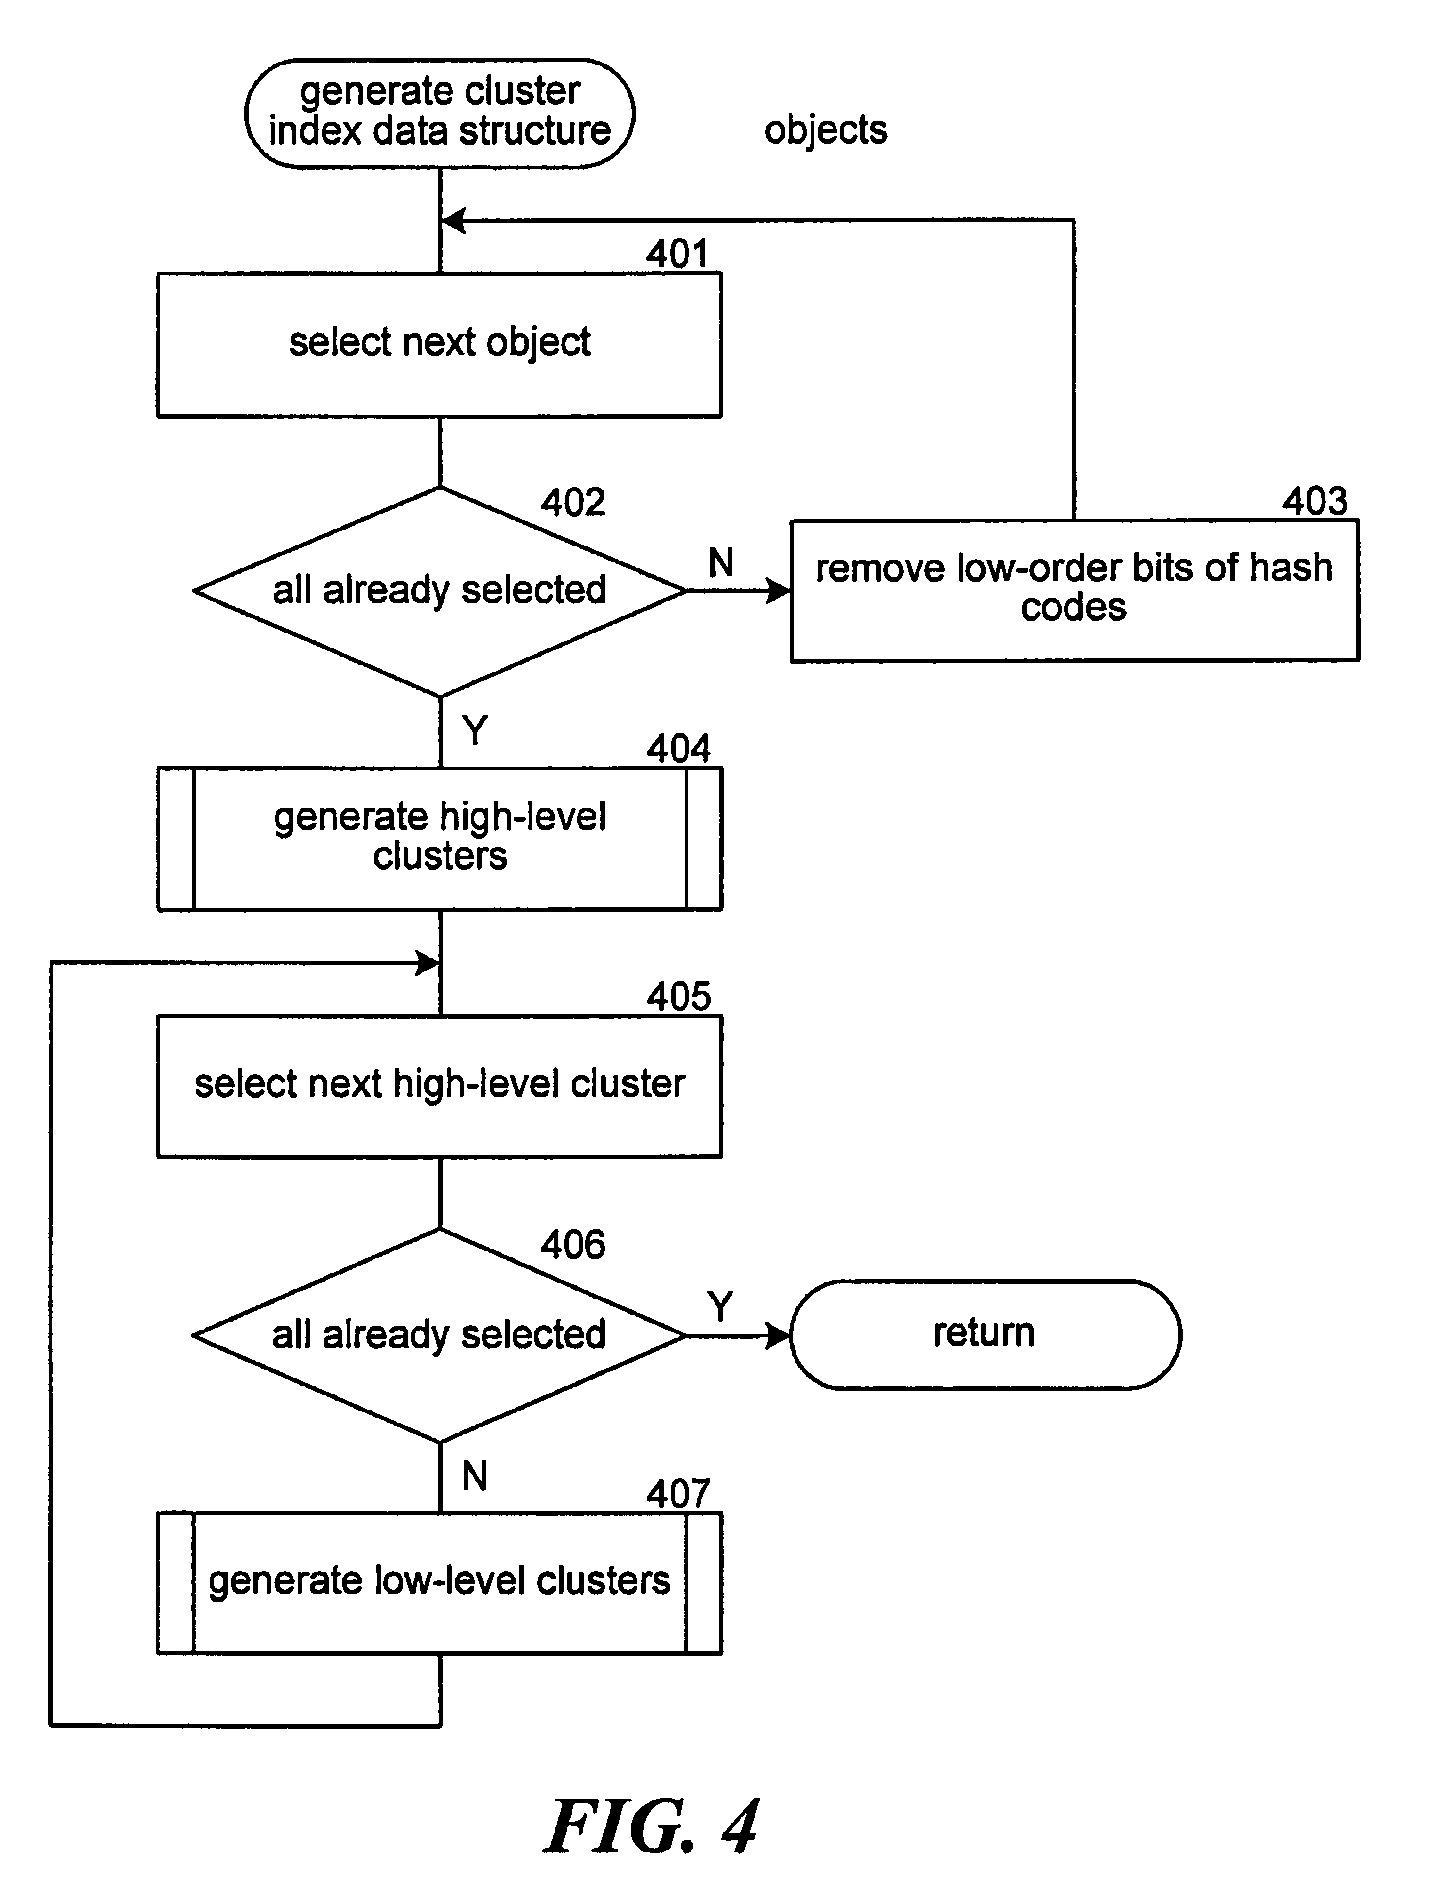 generate cluster
index data structure
objects
401
select next object
402
all already selected
N
403
remove low-order bits of hash
codes
Y
404
generate high-level
clusters
405
select next high-level cluster
406
all already selected
Y
return
N
407
generate low-level clusters
FIG. 4